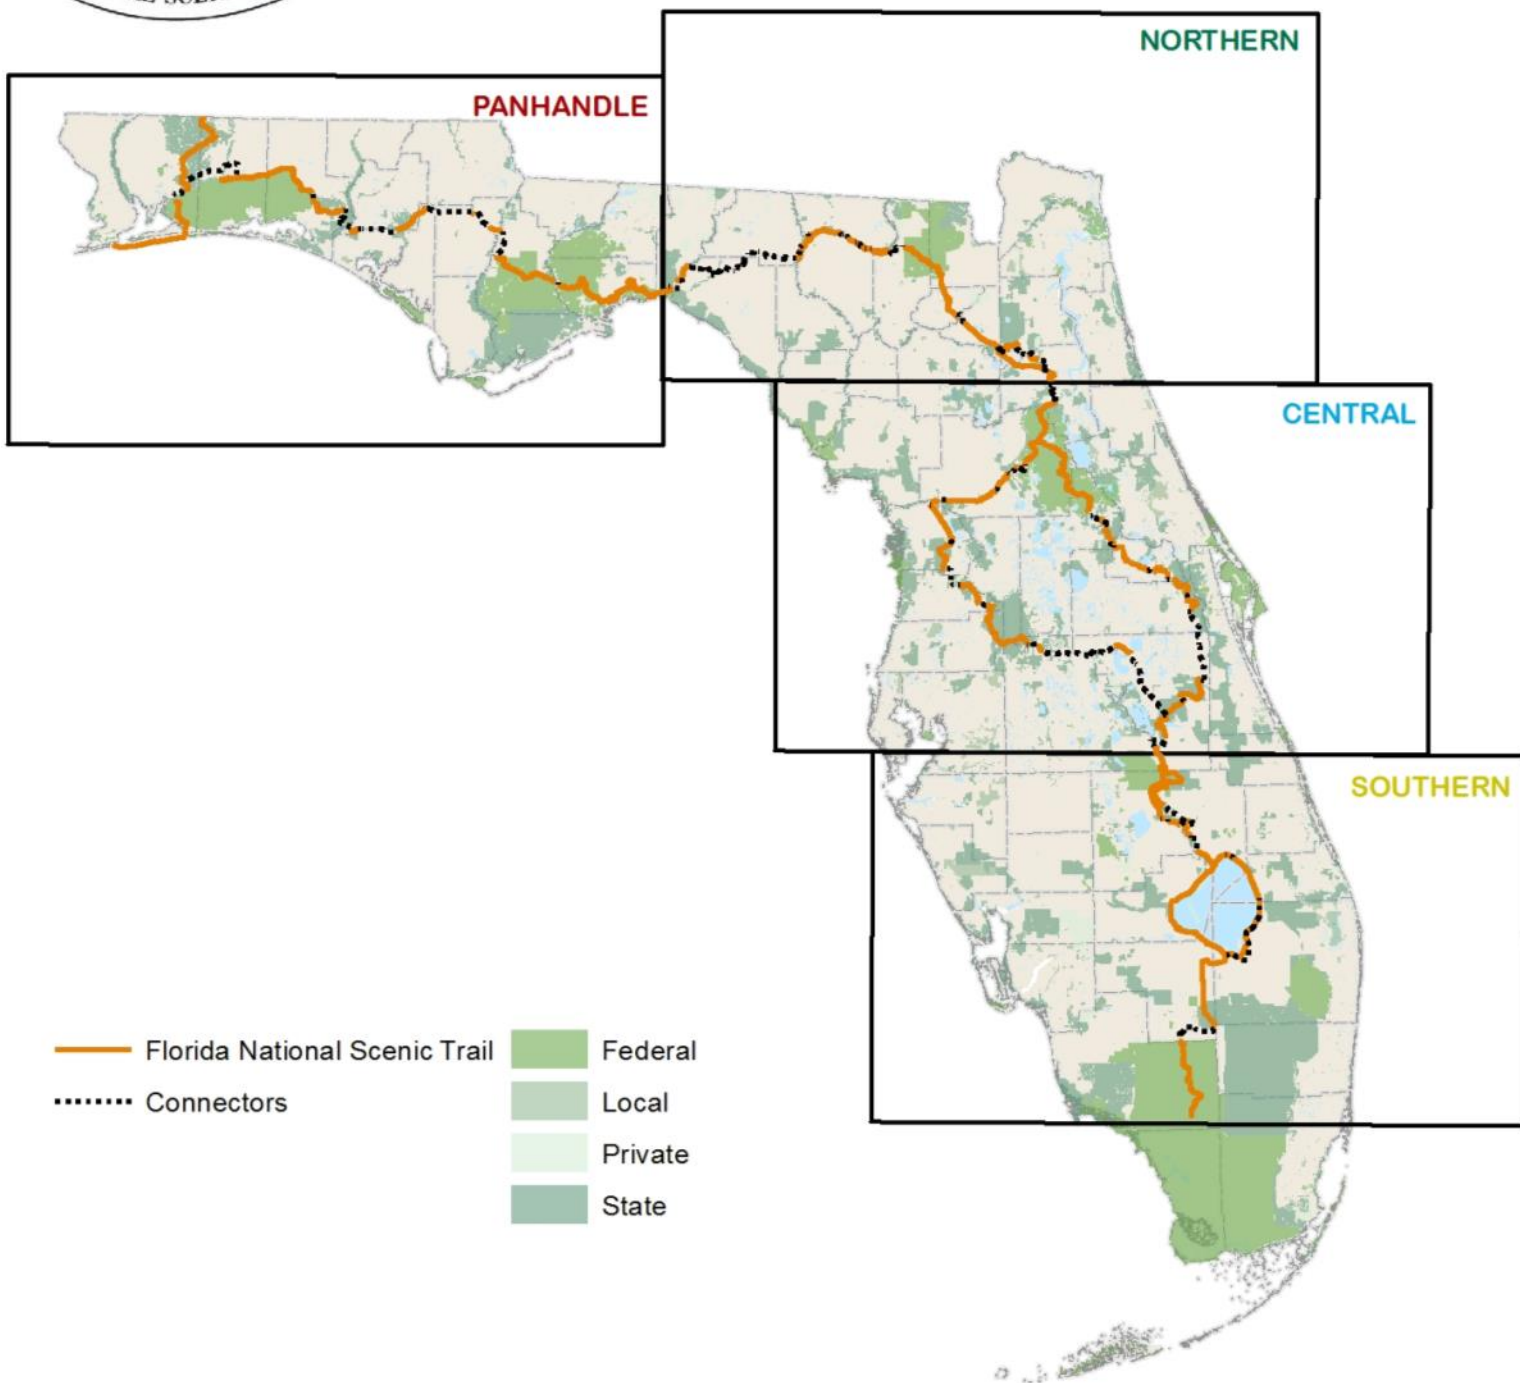 NORTHERN
PANHANDLE
CENTRAL
SOUTHERN
Florida National Scenic Trail
Connectors
Federal
Local
Private
State